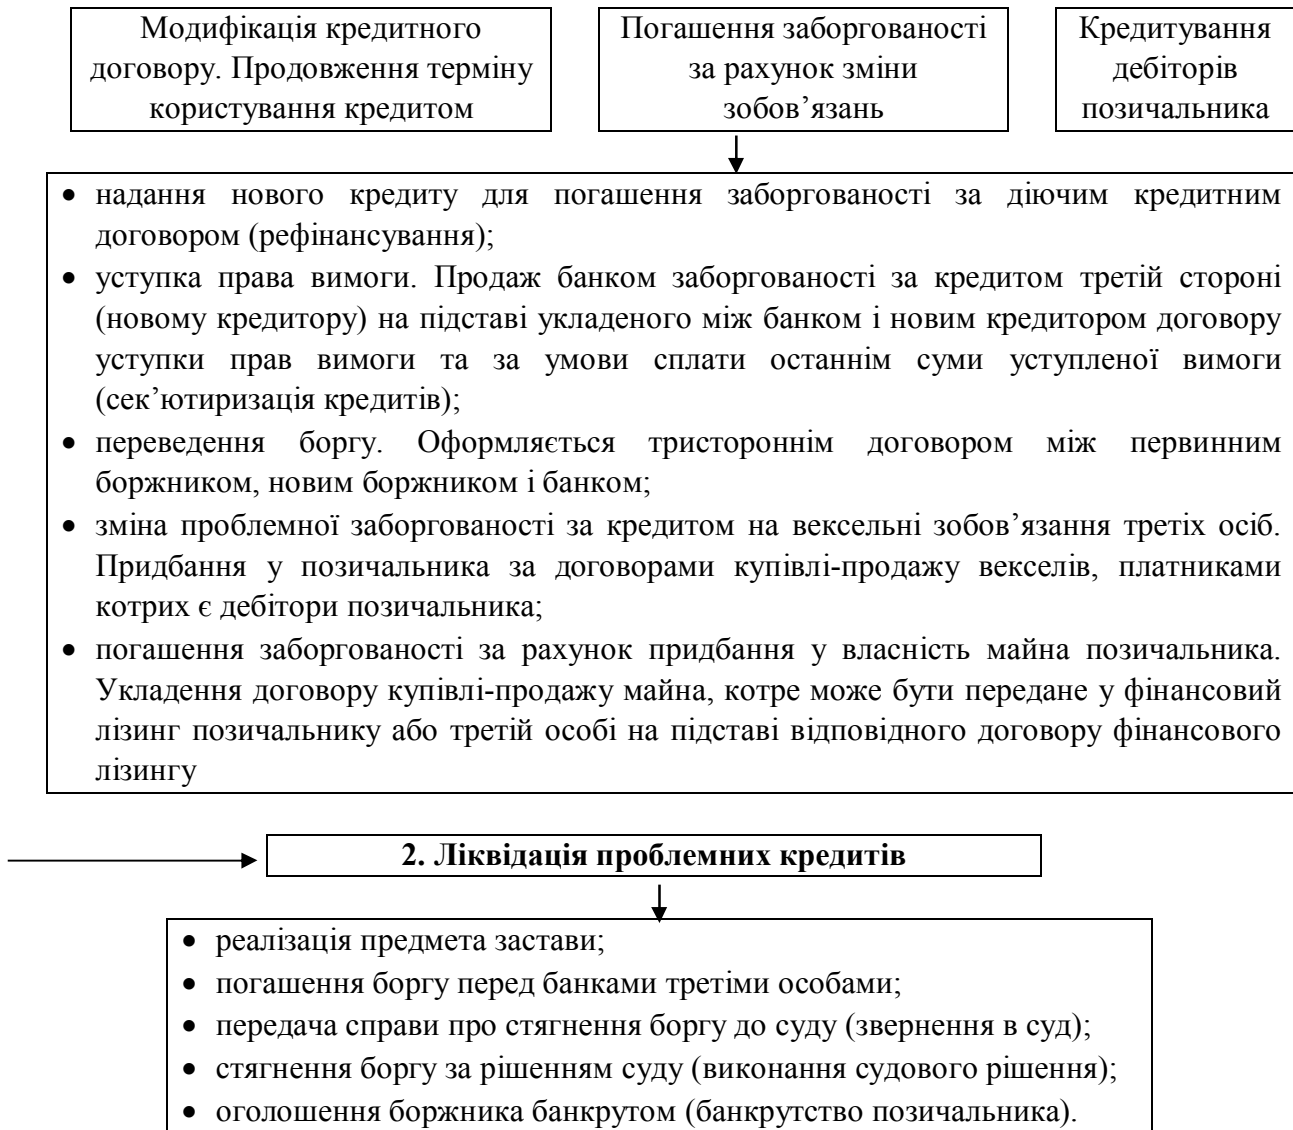 Модифікація кредитного
договору. Продовження терміну
користування кредитом
Погашення заборгованості
за рахунок зміни
зобов’язань
Кредитування
дебіторів
позичальника
• надання нового кредиту для погашення заборгованості за діючим кредитним
договором (рефінансування);
• уступка права вимоги. Продаж банком заборгованості за кредитом третій стороні
(новому кредитору) на підставі укладеного між банком і новим кредитором договору
уступки прав вимоги та за умови сплати останнім суми уступленої вимоги
(сек’ютиризація кредитів);
• переведення боргу. Оформляється тристороннім договором між первинним
боржником, новим боржником і банком;
• зміна проблемної заборгованості за кредитом на вексельні зобов’язання третіх осіб.
Придбання у позичальника за договорами купівлі-продажу векселів, платниками
котрих є дебітори позичальника;
• погашення заборгованості за рахунок придбання у власність майна позичальника.
Укладення договору купівлі-продажу майна, котре може бути передане у фінансовий
лізинг позичальнику або третій особі на підставі відповідного договору фінансового
лізингу
2. Ліквідація проблемних кредитів
• реалізація предмета застави;
• погашення боргу перед банками третіми особами;
• передача справи про стягнення боргу до суду (звернення в суд);
• стягнення боргу за рішенням суду (виконання судового рішення);
• оголошення боржника банкрутом (банкрутство позичальника).